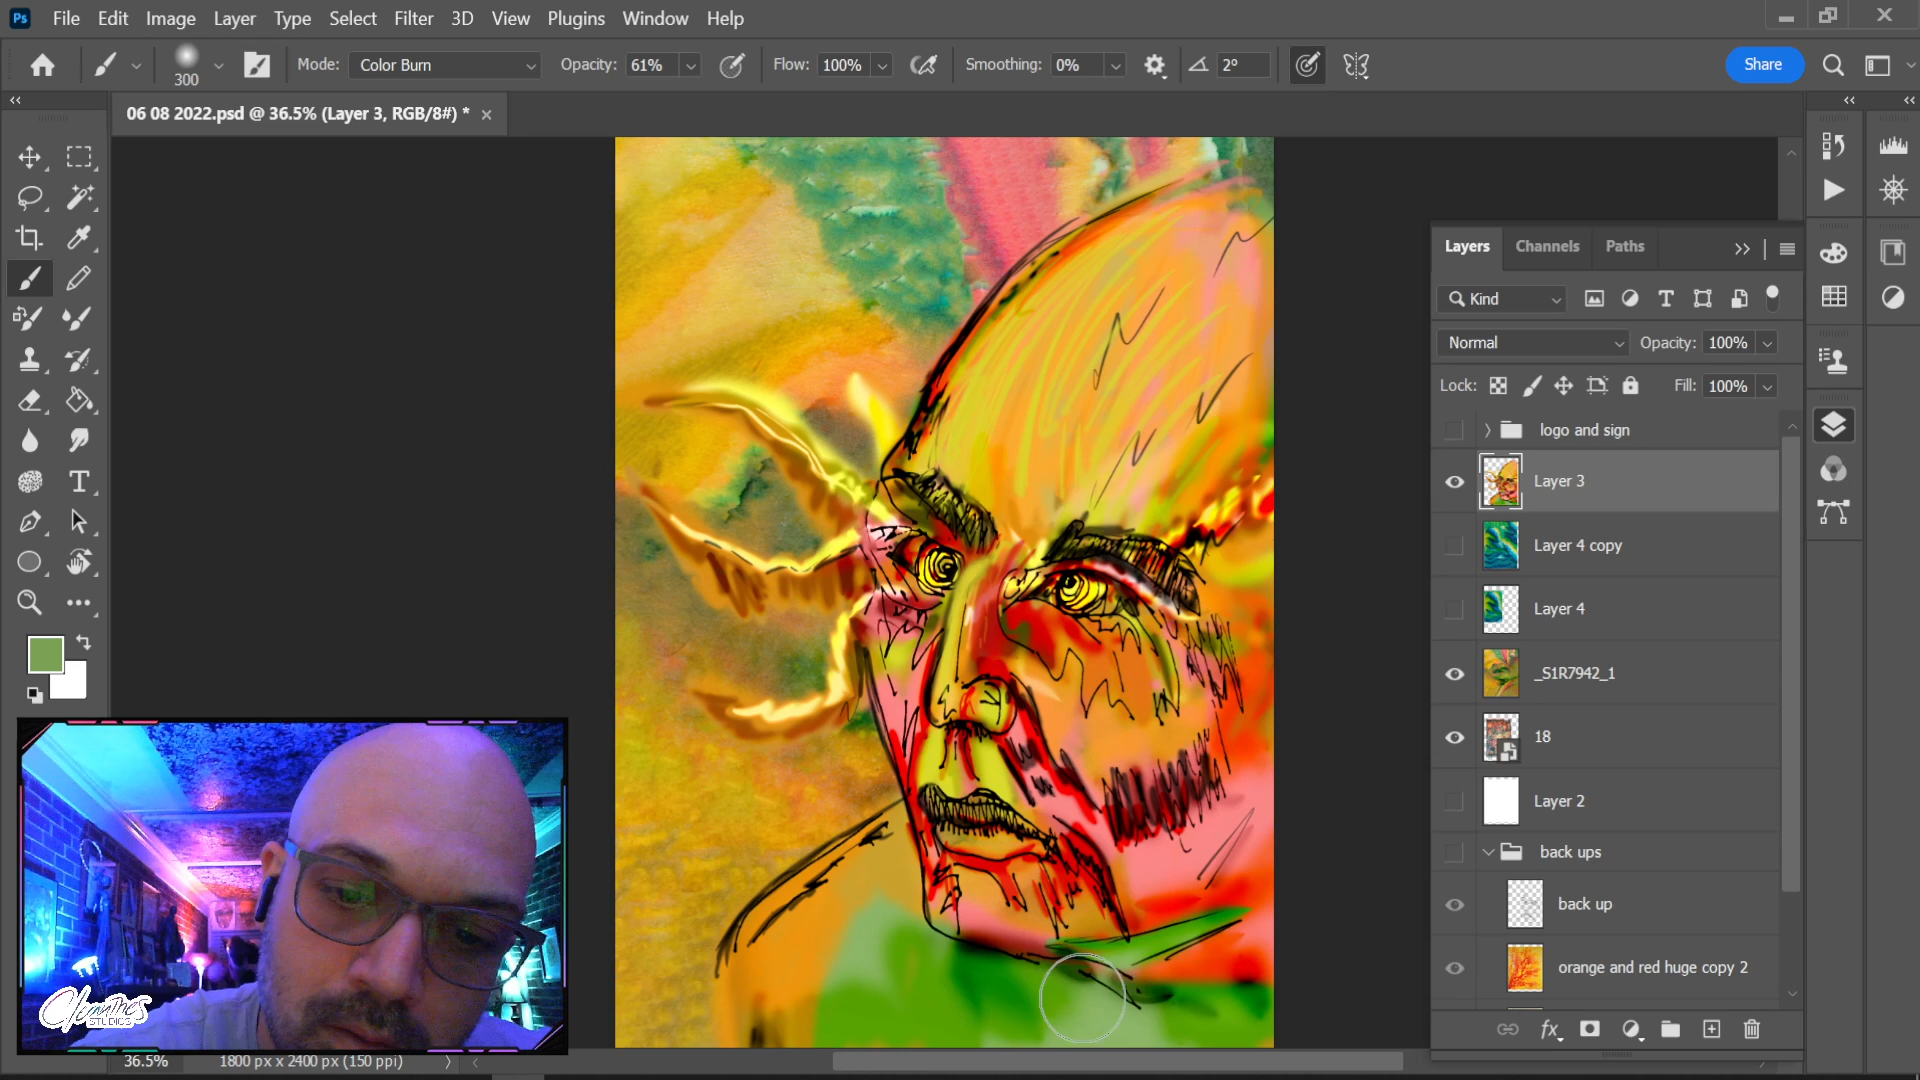 Ps File Edit Image Layer Type Select Filter 3D View Plugins Window Help
300 Mode: Color Burn Opacity: 61% Flow: 100% Smoothing: 0% 2° Share
06 08 2022.psd @ 36.5% (Layer 3, RGB/8#) *
Layers Channels Paths
Kind
Normal Opacity: 100%
Lock: Fill: 100%
logo and sign
Layer 3
Layer 4 copy
Layer 4
_S1R7942_1
18
Layer 2
back ups
back up
orange and red huge copy 2
fx
STUDIOS
36.5% 1800 px x 2400 px (150 ppi)